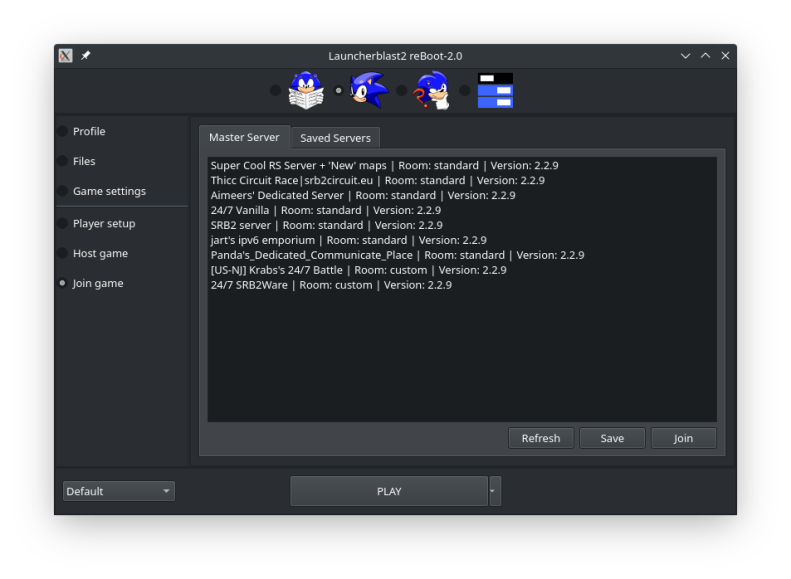 Launcherblast2 reBoot-2.0
Profile
Files
Game settings
Player setup
Host game
Join game
Master Server
Saved Servers
Super Cool RS Server + 'New' maps | Room: standard | Version: 2.2.9
Thicc Circuit Race|srb2circuit.eu | Room: standard | Version: 2.2.9
Aimeers' Dedicated Server | Room: standard | Version: 2.2.9
24/7 Vanilla | Room: standard | Version: 2.2.9
SRB2 server | Room: standard | Version: 2.2.9
jart's ipv6 emporium | Room: standard | Version: 2.2.9
Panda's_Dedicated_Communicate_Place | Room: standard | Version: 2.2.9
[US-NJ] Krabs's 24/7 Battle | Room: custom | Version: 2.2.9
24/7 SRB2Ware | Room: custom | Version: 2.2.9
Refresh
Save
Join
Default
PLAY